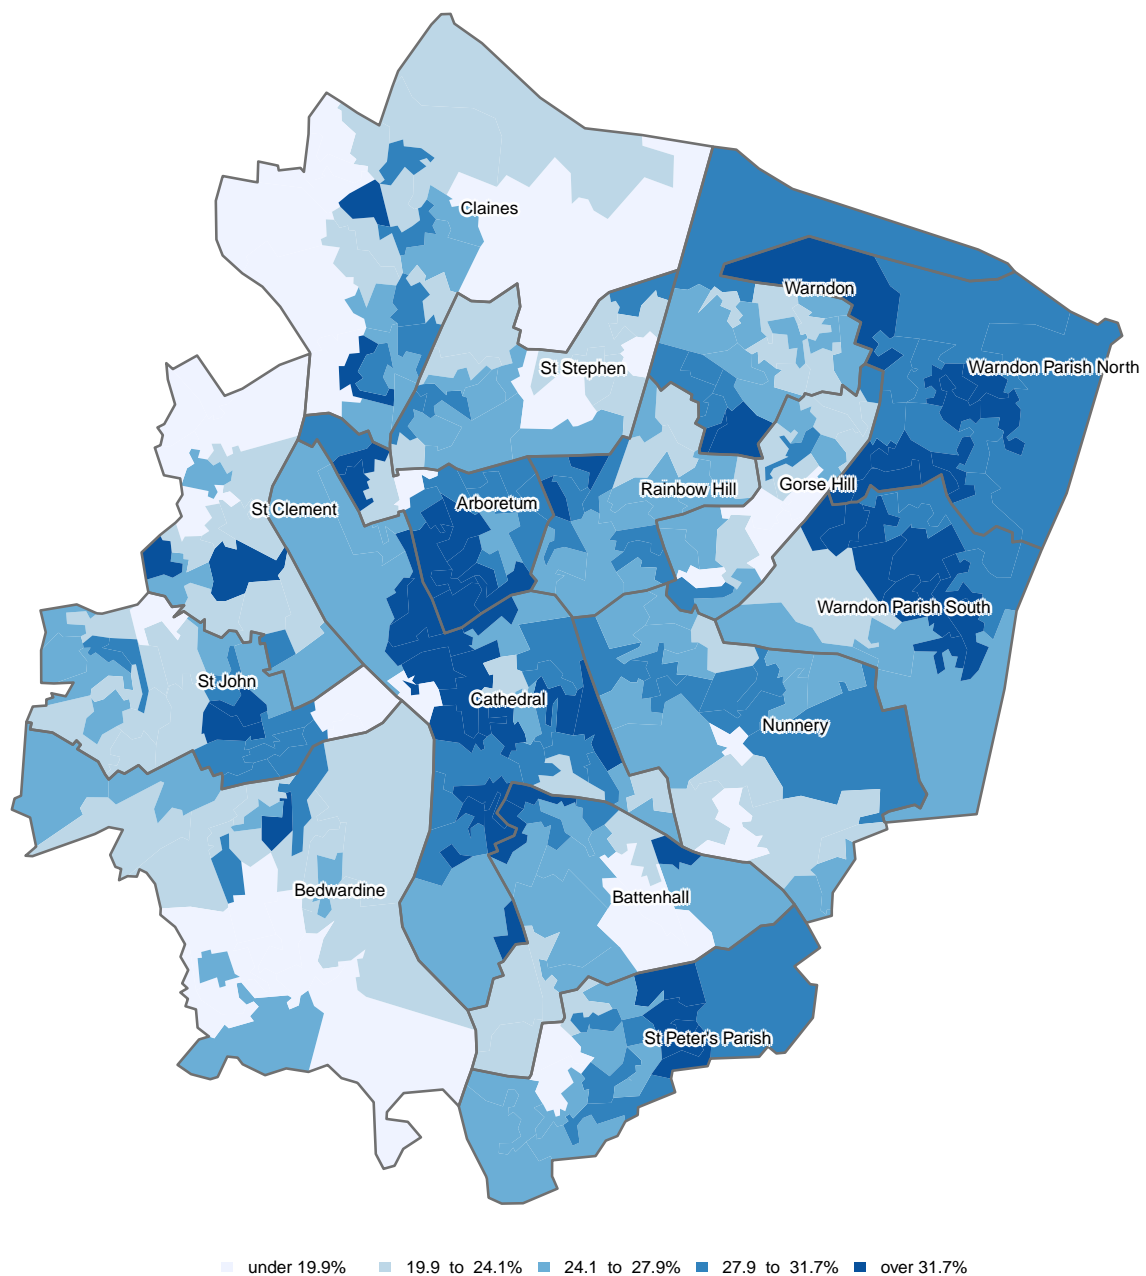 Claines
Warndon
Warndon Parish North
St Stephen
Rainbow Hill
Gorse Hill
Arboretum
St Clement
Warndon Parish South
St John
Cathedral
Nunnery
Bedwardine
Battenhall
St Peter's Parish
under 19.9% 19.9 to 24.1% 24.1 to 27.9% 27.9 to 31.7% over 31.7%